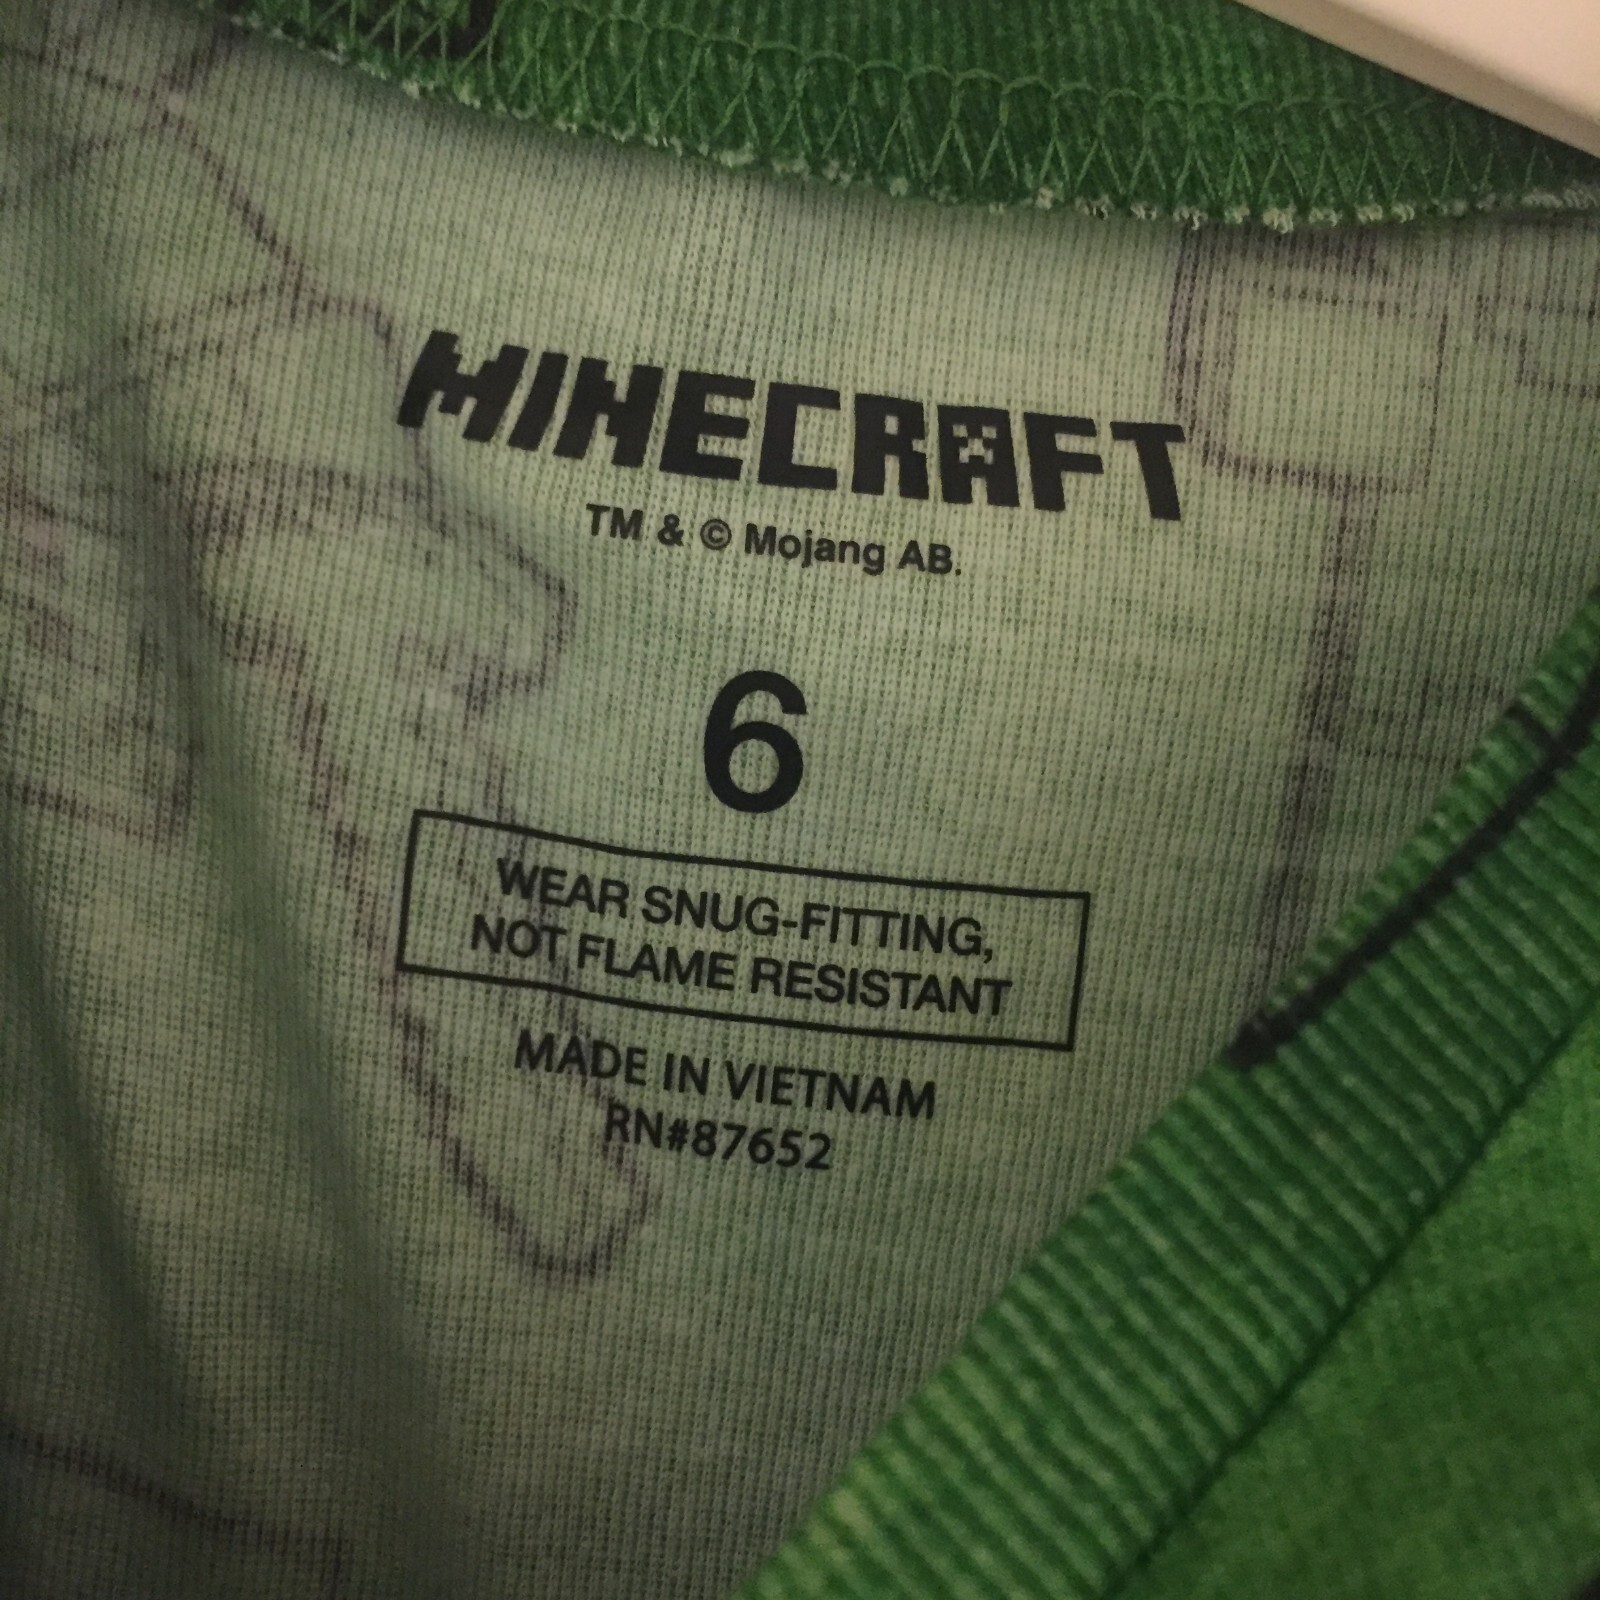 MINECRAFT
TM & © Mojang AB.
6
WEAR SNUG-FITTING,
NOT FLAME RESISTANT
MADE IN VIETNAM
RN#87652